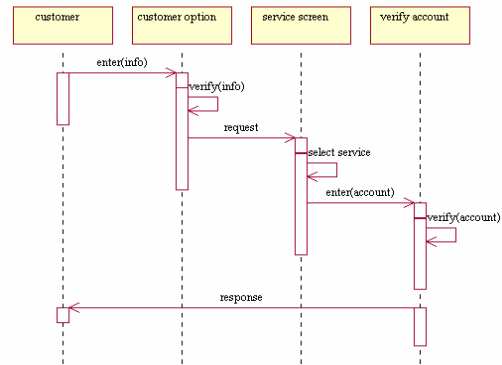 customer
customer option
service screen
verify account
enter(info)
verify(info)
request
select service
enter(account)
verify(account)
response